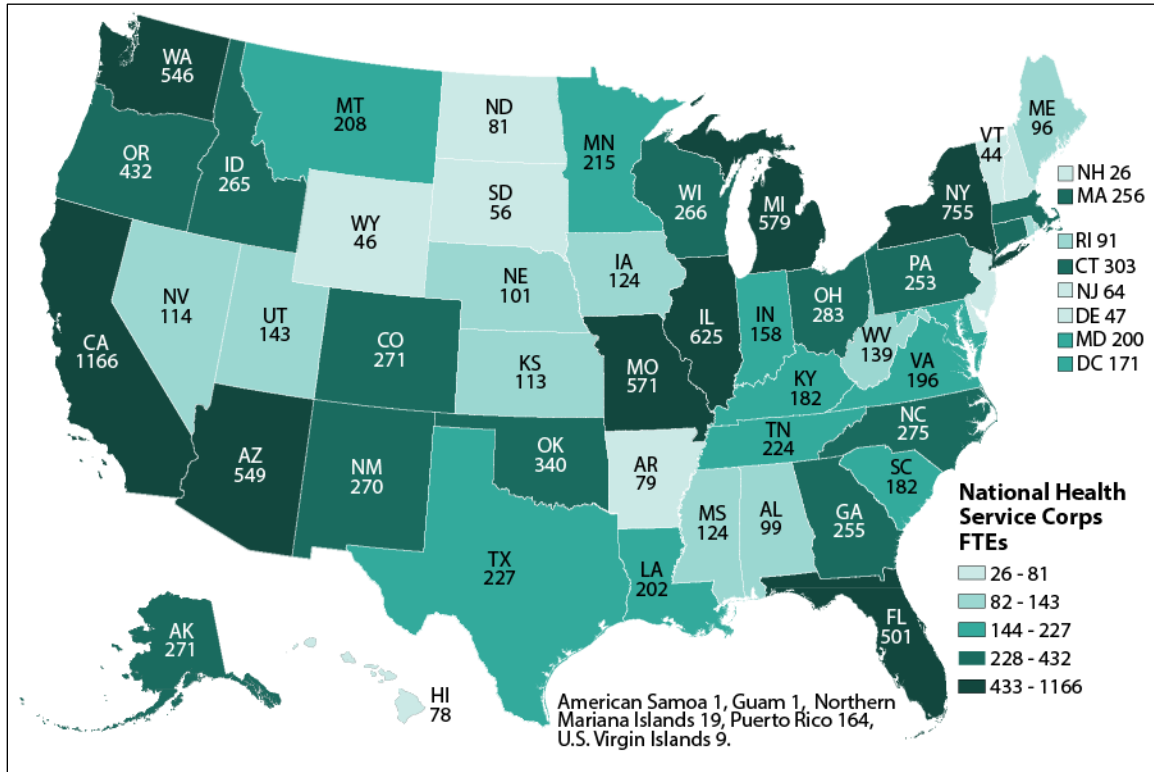 WA
546
MT
208
ND
81
MN
215
VT
44
ME
96
OR
432
ID
265
SD
56
WI
266
MI
579
NY
755
NH 26
MA 256
RI 91
CT 303
NJ 64
DE 47
MD 200
DC 171
WY
46
NE
101
IA
124
PA
253
NV
114
UT
143
CO
271
KS
113
MO
571
IL
625
IN
158
OH
283
WV
139
VA
196
CA
1166
KY
182
AZ
549
NM
270
OK
340
AR
79
TN
224
NC
275
SC
182
TX
227
LA
202
MS
124
AL
99
GA
255
FL
501
AK
271
HI
78
National Health
Service Corps
FTEs
26 - 81
82 - 143
144 - 227
228 - 432
433 - 1166
American Samoa 1, Guam 1, Northern
Mariana Islands 19, Puerto Rico 164,
U.S. Virgin Islands 9.